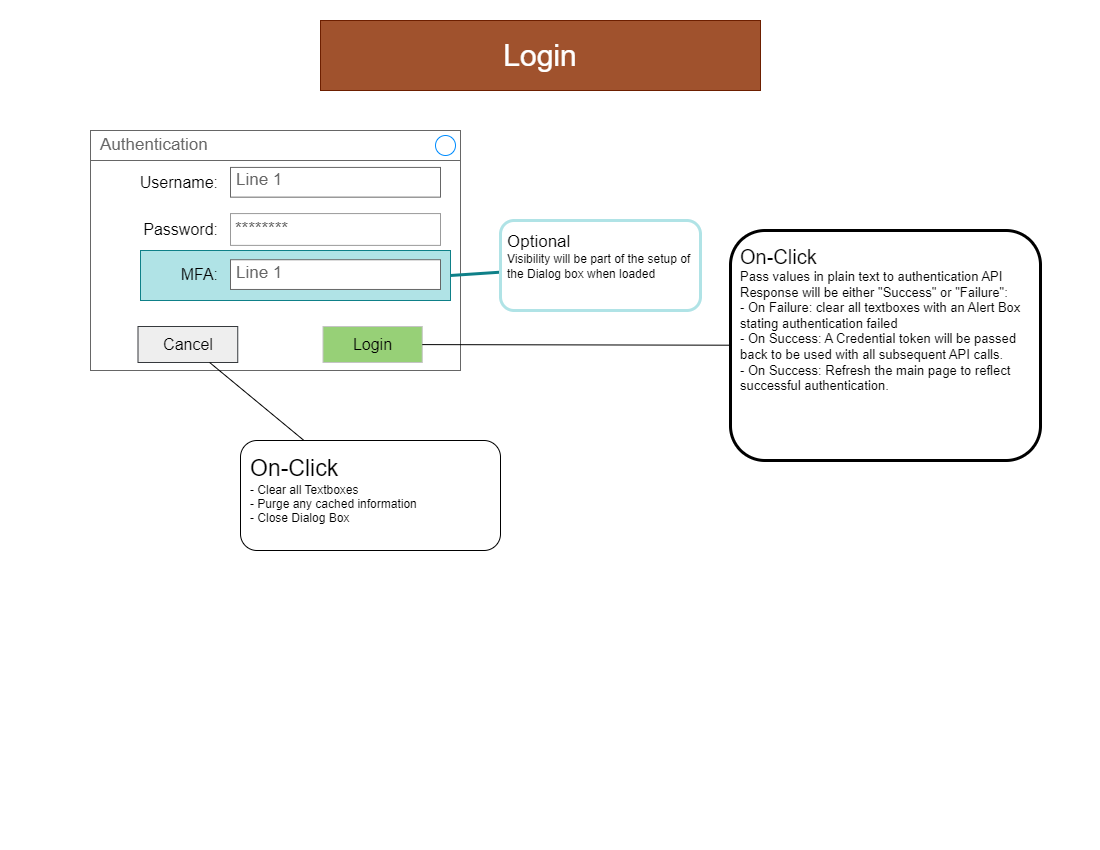 Login
Authentication
Username:
Line 1
Password:
********
MFA:
Line 1
Cancel
Login
Optional
Visibility will be part of the setup of
the Dialog box when loaded
On-Click
Pass values in plain text to authentication API
Response will be either "Success" or "Failure":
- On Failure: clear all textboxes with an Alert Box
stating authentication failed
- On Success: A Credential token will be passed
back to be used with all subsequent API calls.
- On Success: Refresh the main page to reflect
successful authentication.
On-Click
- Clear all Textboxes
- Purge any cached information
- Close Dialog Box